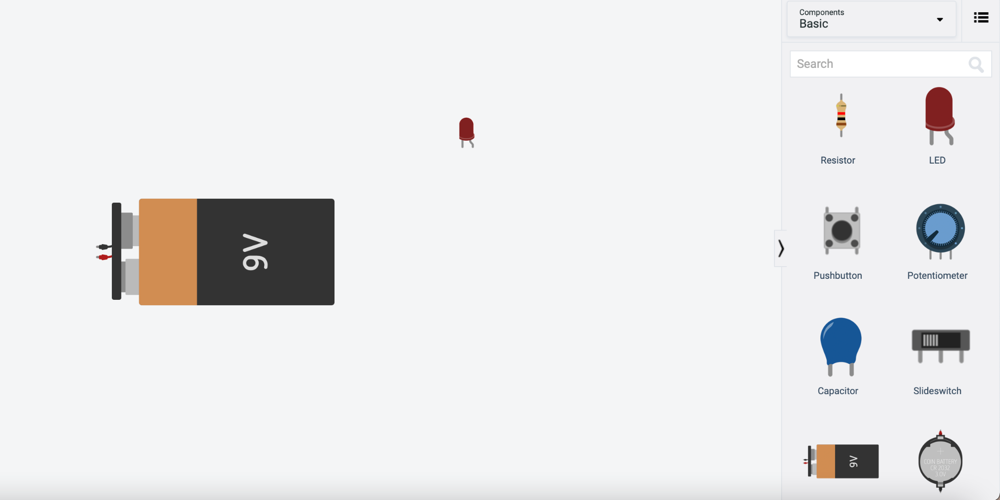 Components
Basic
Search
Resistor
LED
Pushbutton
Potentiometer
Capacitor
Slideswitch
9V
9V
COIN BATTERY
CR 2032
3 0V